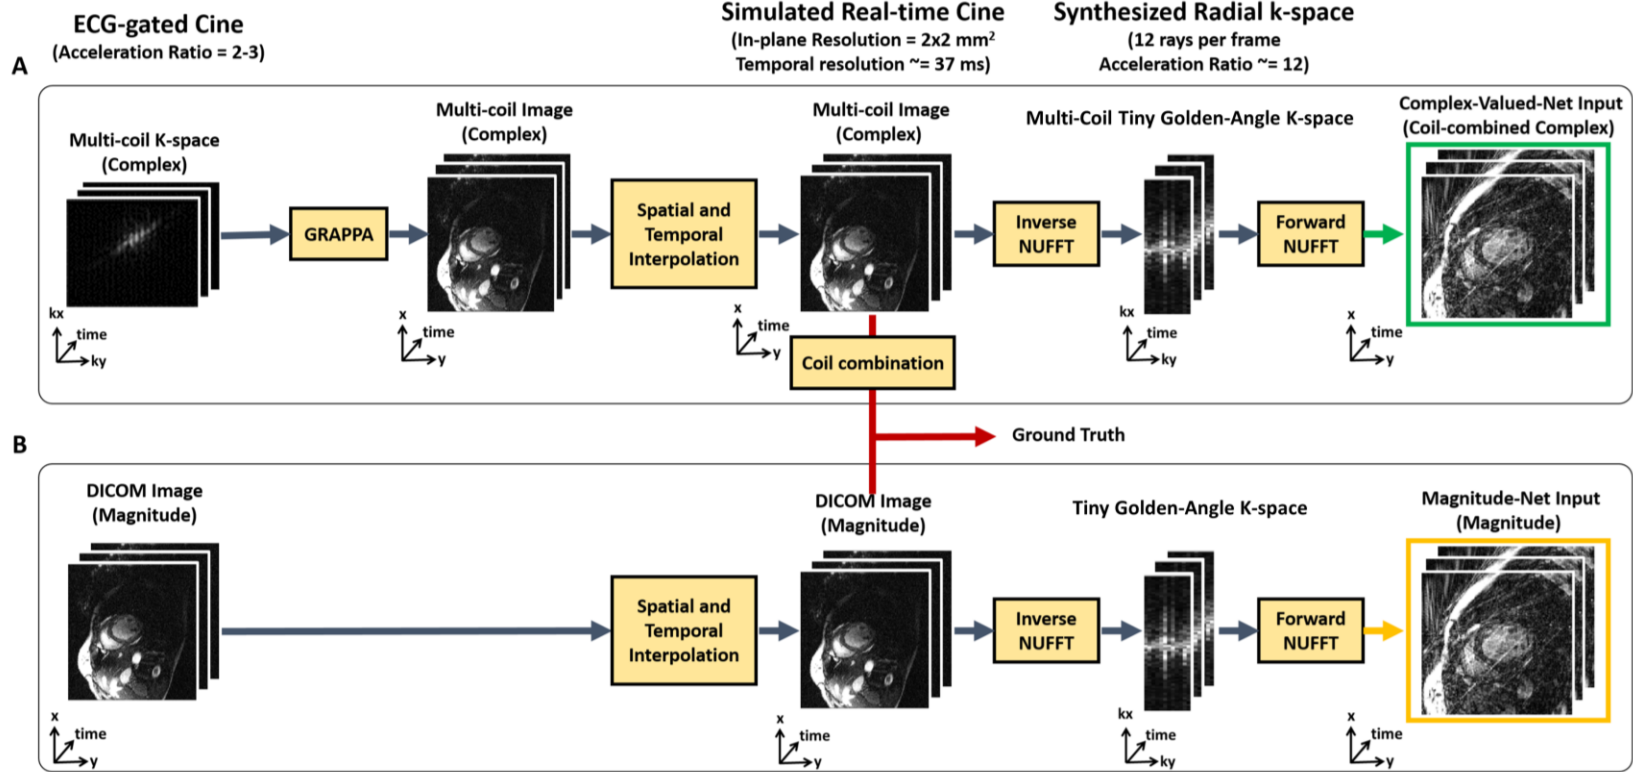 ECG-gated Cine
(Acceleration Ratio = 2-3)
Simulated Real-time Cine
(In-plane Resolution = 2x2 mm²
Temporal resolution ~= 37 ms)
Synthesized Radial k-space
(12 rays per frame
Acceleration Ratio ~= 12)
A
Multi-coil K-space
(Complex)
kx
time
ky
GRAPPA
Multi-coil Image
(Complex)
x
time
y
Spatial and
Temporal
Interpolation
Multi-coil Image
(Complex)
x
time
y
Coil combination
Inverse
NUFFT
Multi-Coil Tiny Golden-Angle K-space
kx
time
ky
Forward
NUFFT
Complex-Valued-Net Input
(Coil-combined Complex)
x
time
y
Ground Truth
B
DICOM Image
(Magnitude)
x
time
y
Spatial and
Temporal
Interpolation
DICOM Image
(Magnitude)
x
time
y
Inverse
NUFFT
Tiny Golden-Angle K-space
kx
time
ky
Forward
NUFFT
Magnitude-Net Input
(Magnitude)
x
time
y